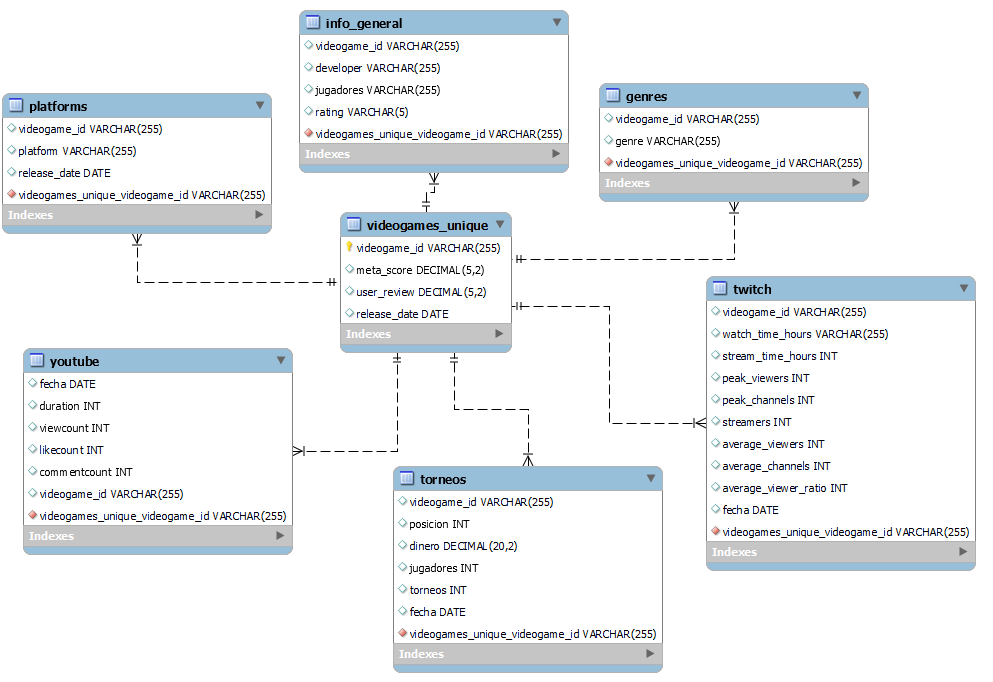 info_general
videogame_id VARCHAR(255)
developer VARCHAR(255)
jugadores VARCHAR(255)
rating VARCHAR(5)
videogames_unique_videogame_id VARCHAR(255)
Indexes
platforms
videogame_id VARCHAR(255)
platform VARCHAR(255)
release_date DATE
videogames_unique_videogame_id VARCHAR(255)
Indexes
genres
videogame_id VARCHAR(255)
genre VARCHAR(255)
videogames_unique_videogame_id VARCHAR(255)
Indexes
videogames_unique
videogame_id VARCHAR(255)
meta_score DECIMAL(5,2)
user_review DECIMAL(5,2)
release_date DATE
Indexes
twitch
videogame_id VARCHAR(255)
watch_time_hours VARCHAR(255)
stream_time_hours INT
peak_viewers INT
peak_channels INT
streamers INT
average_viewers INT
average_channels INT
average_viewer_ratio INT
fecha DATE
videogames_unique_videogame_id VARCHAR(255)
Indexes
youtube
fecha DATE
duration INT
viewcount INT
likecount INT
commentcount INT
videogame_id VARCHAR(255)
videogames_unique_videogame_id VARCHAR(255)
Indexes
torneos
videogame_id VARCHAR(255)
posicion INT
dinero DECIMAL(20,2)
jugadores INT
torneos INT
fecha DATE
videogames_unique_videogame_id VARCHAR(255)
Indexes